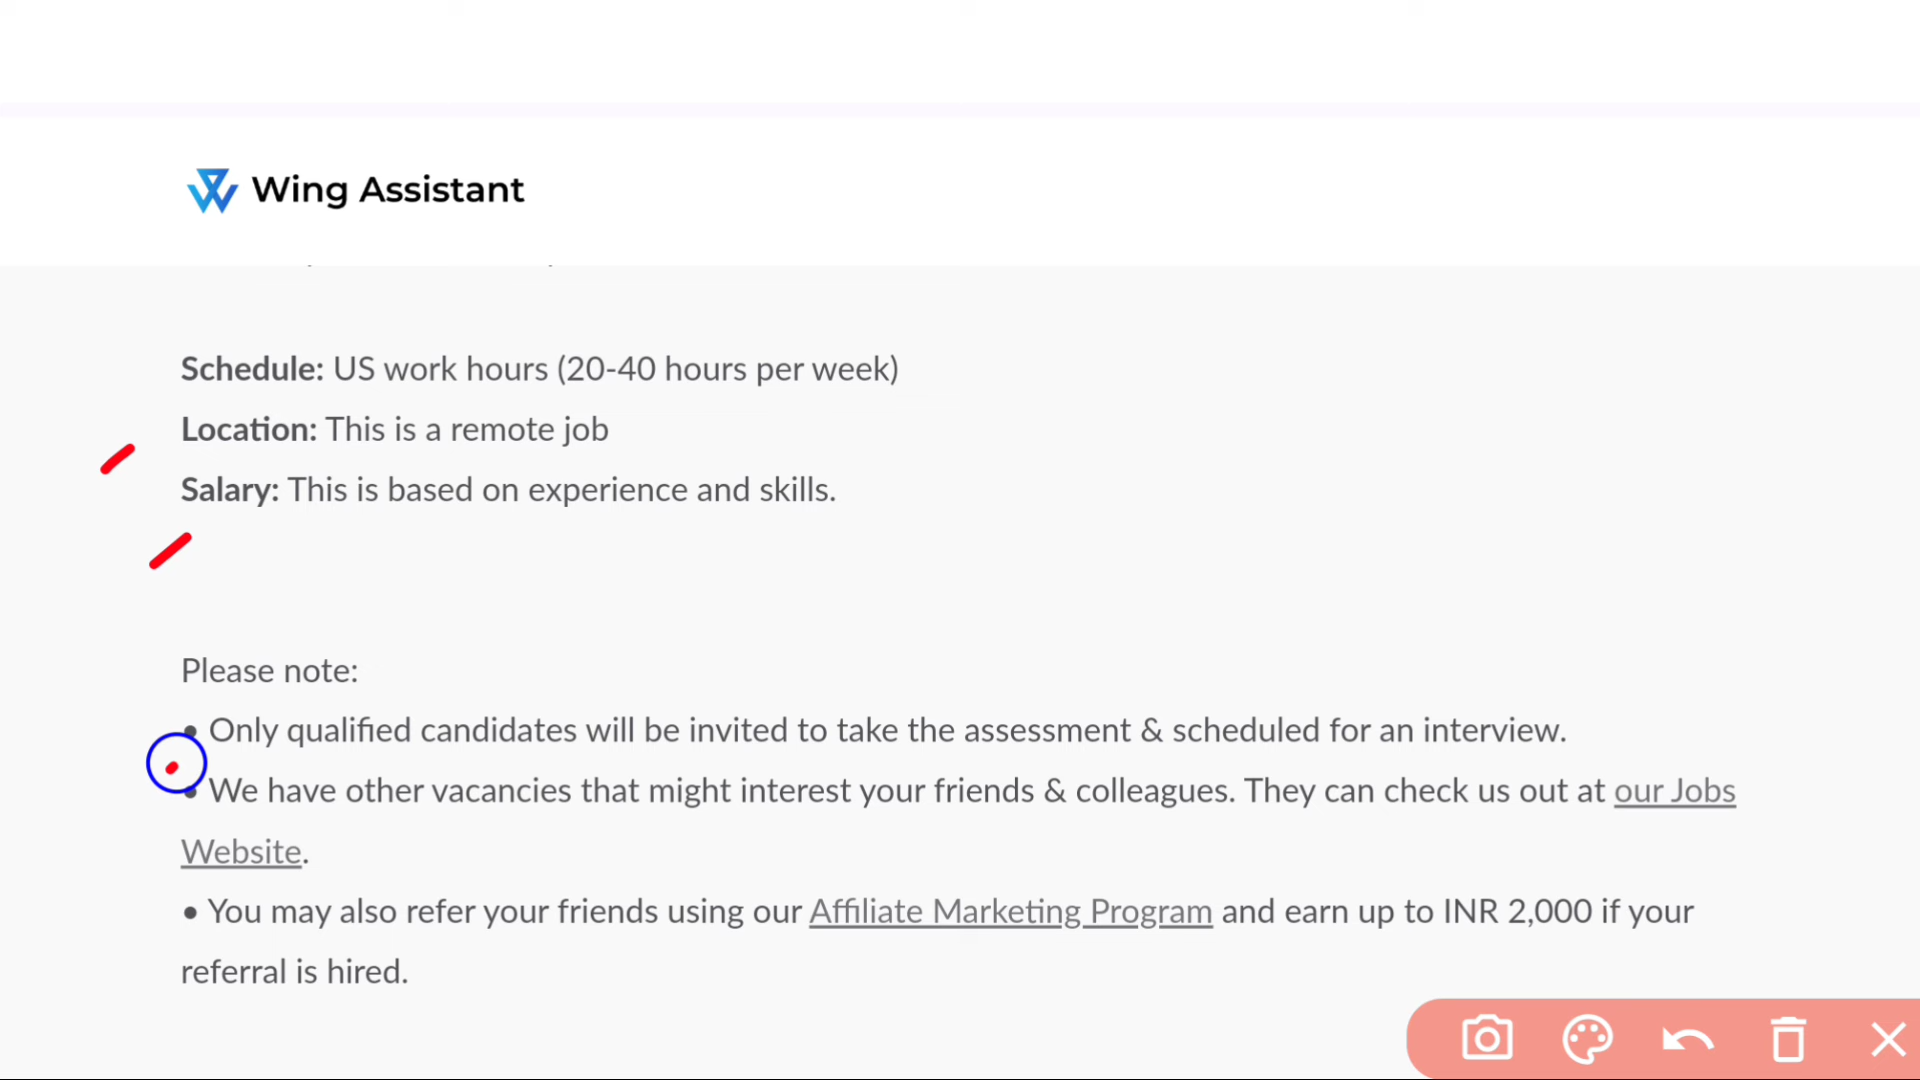 Wing Assistant
Schedule: US work hours (20-40 hours per week)
Location: This is a remote job
Salary: This is based on experience and skills.
Please note:
• Only qualified candidates will be invited to take the assessment & scheduled for an interview.
• We have other vacancies that might interest your friends & colleagues. They can check us out at our Jobs
Website.
• You may also refer your friends using our Affiliate Marketing Program and earn up to INR 2,000 if your
referral is hired.